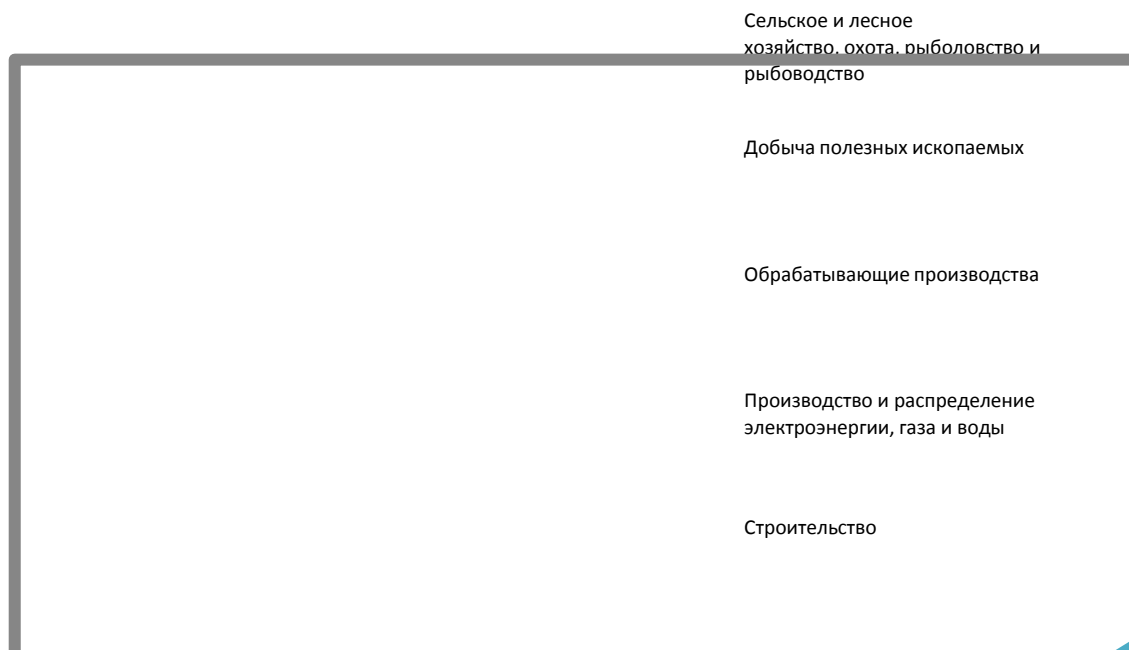 Сельское и лесное
хозяйство, охота, рыболовство и
рыбоводство
Добыча полезных ископаемых
Обрабатывающие производства
Производство и распределение
электроэнергии, газа и воды
Строительство